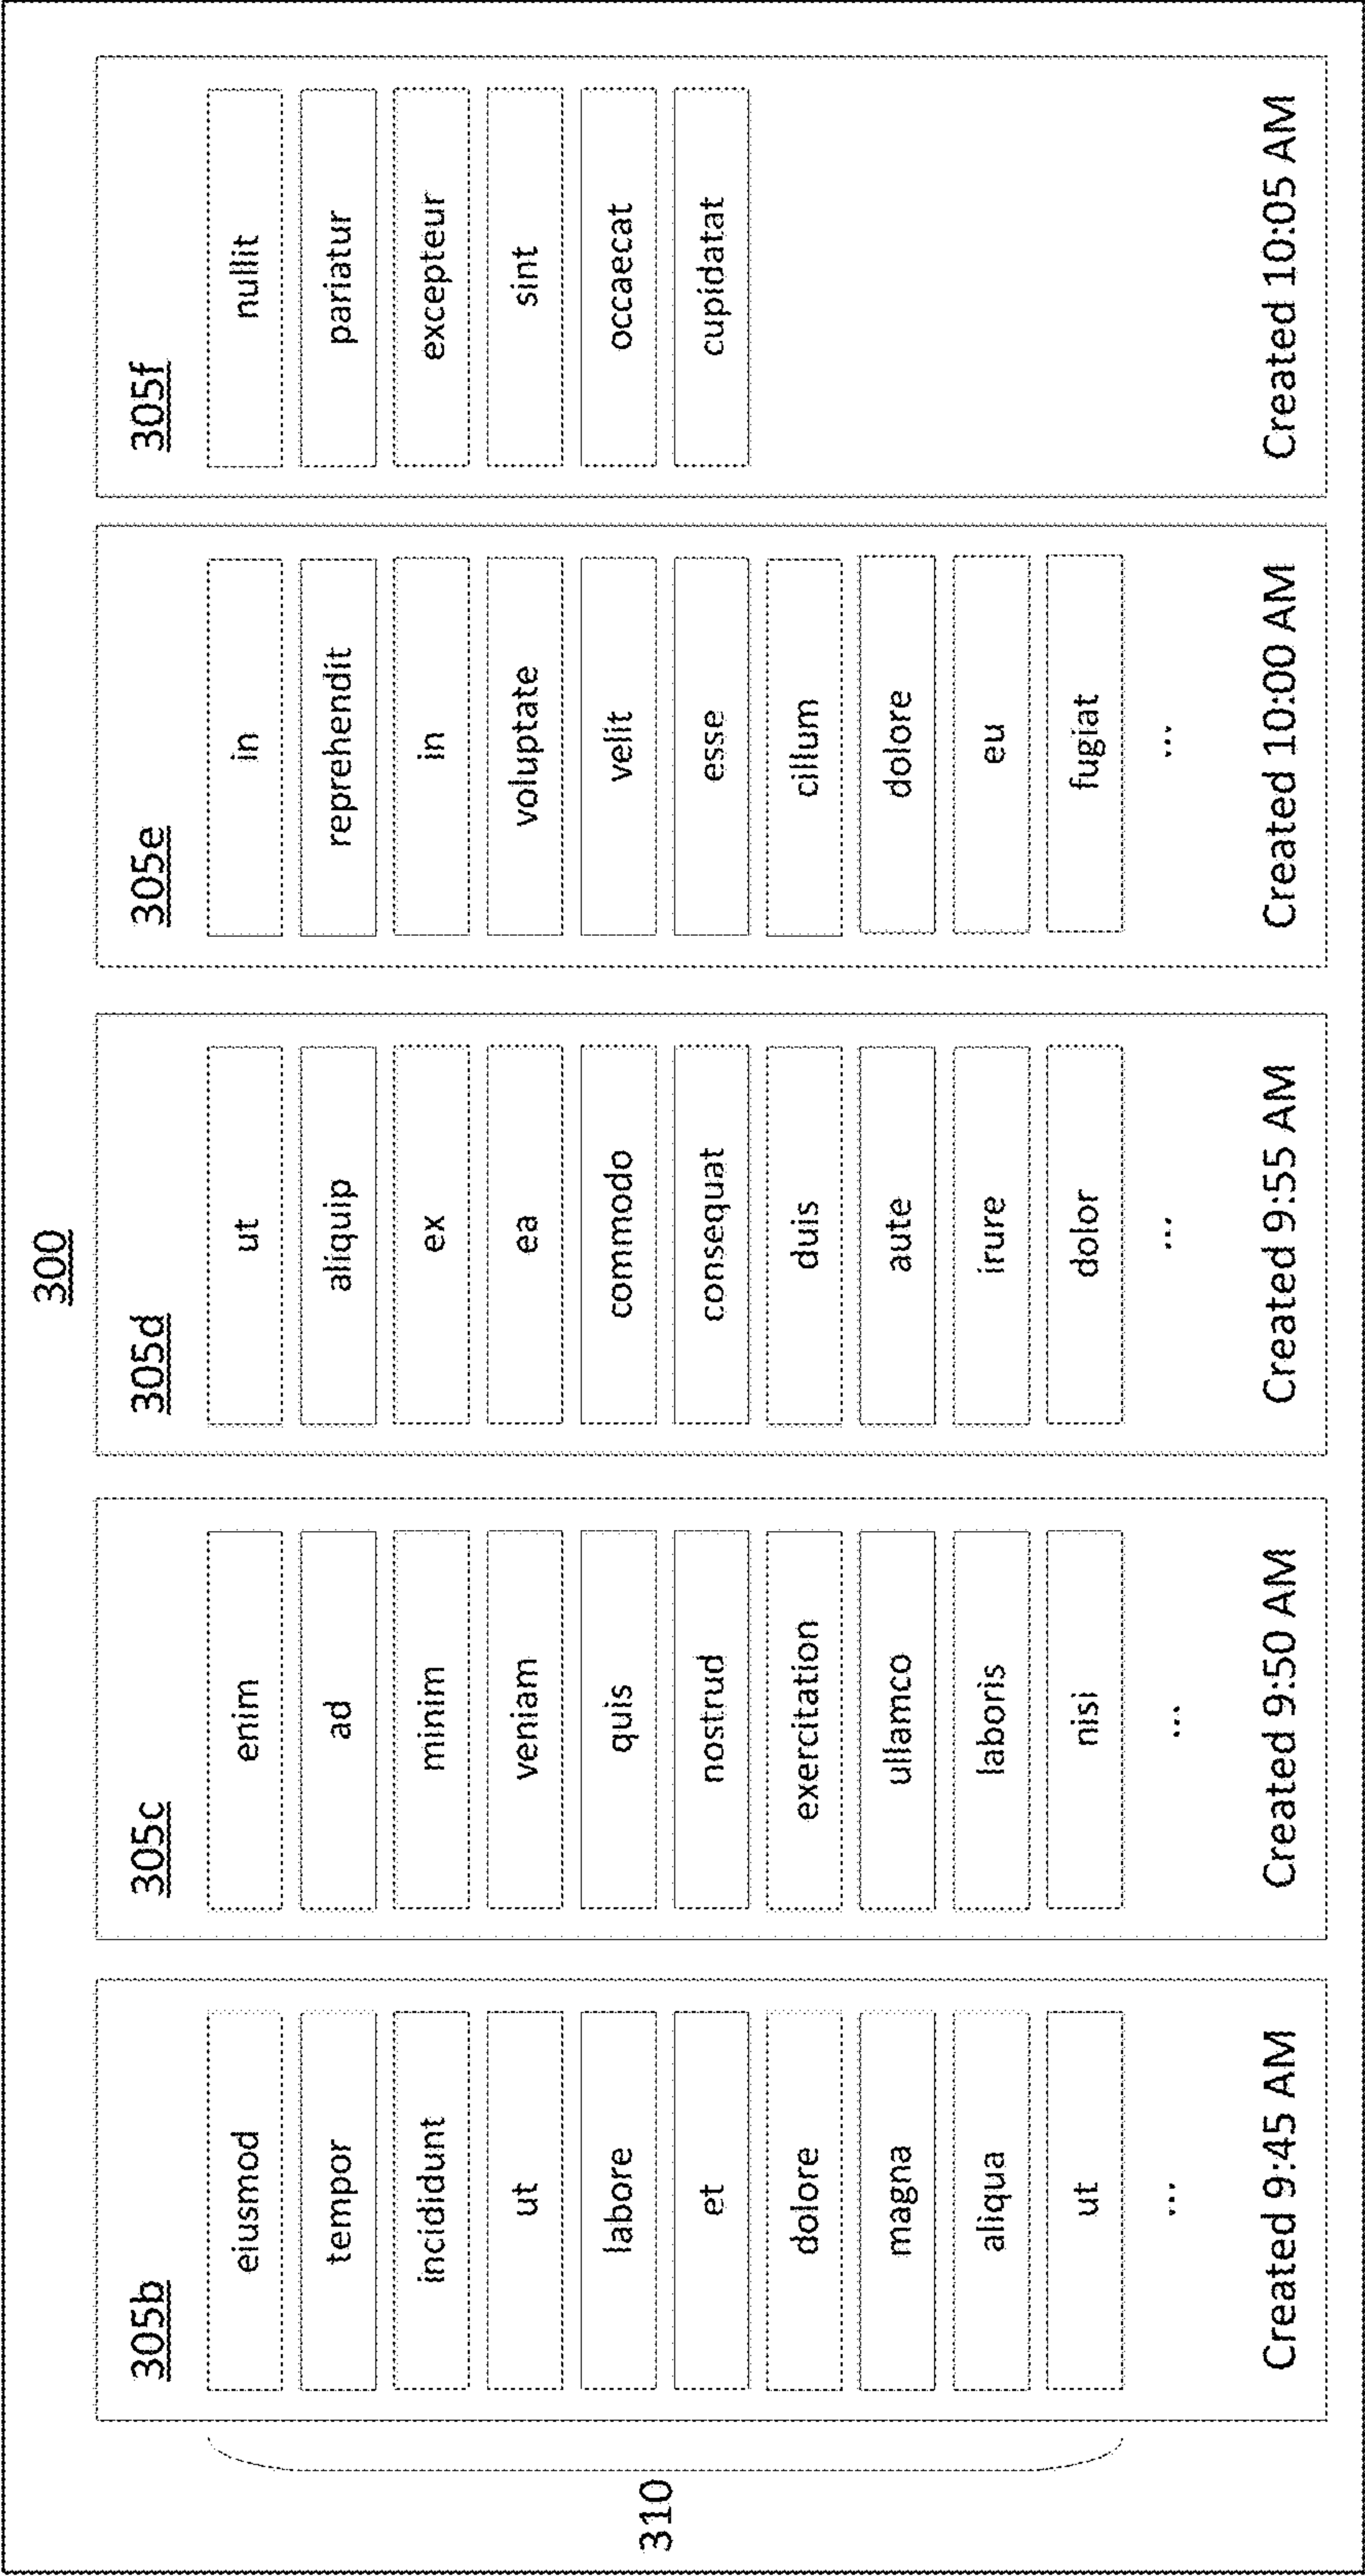 300
310
305b
eiusmod
tempor
incididunt
ut
labore
et
dolore
magna
aliqua
ut
...
Created 9:45 AM
305c
enim
ad
minim
veniam
quis
nostrud
exercitation
ullamco
laboris
nisi
...
Created 9:50 AM
305d
ut
aliquip
ex
ea
commodo
consequat
duis
aute
irure
dolor
...
Created 9:55 AM
305e
in
reprehendit
in
voluptate
velit
esse
cillum
dolore
eu
fugiat
...
Created 10:00 AM
305f
nullit
pariatur
excepteur
sint
occaecat
cupidatat
Created 10:05 AM